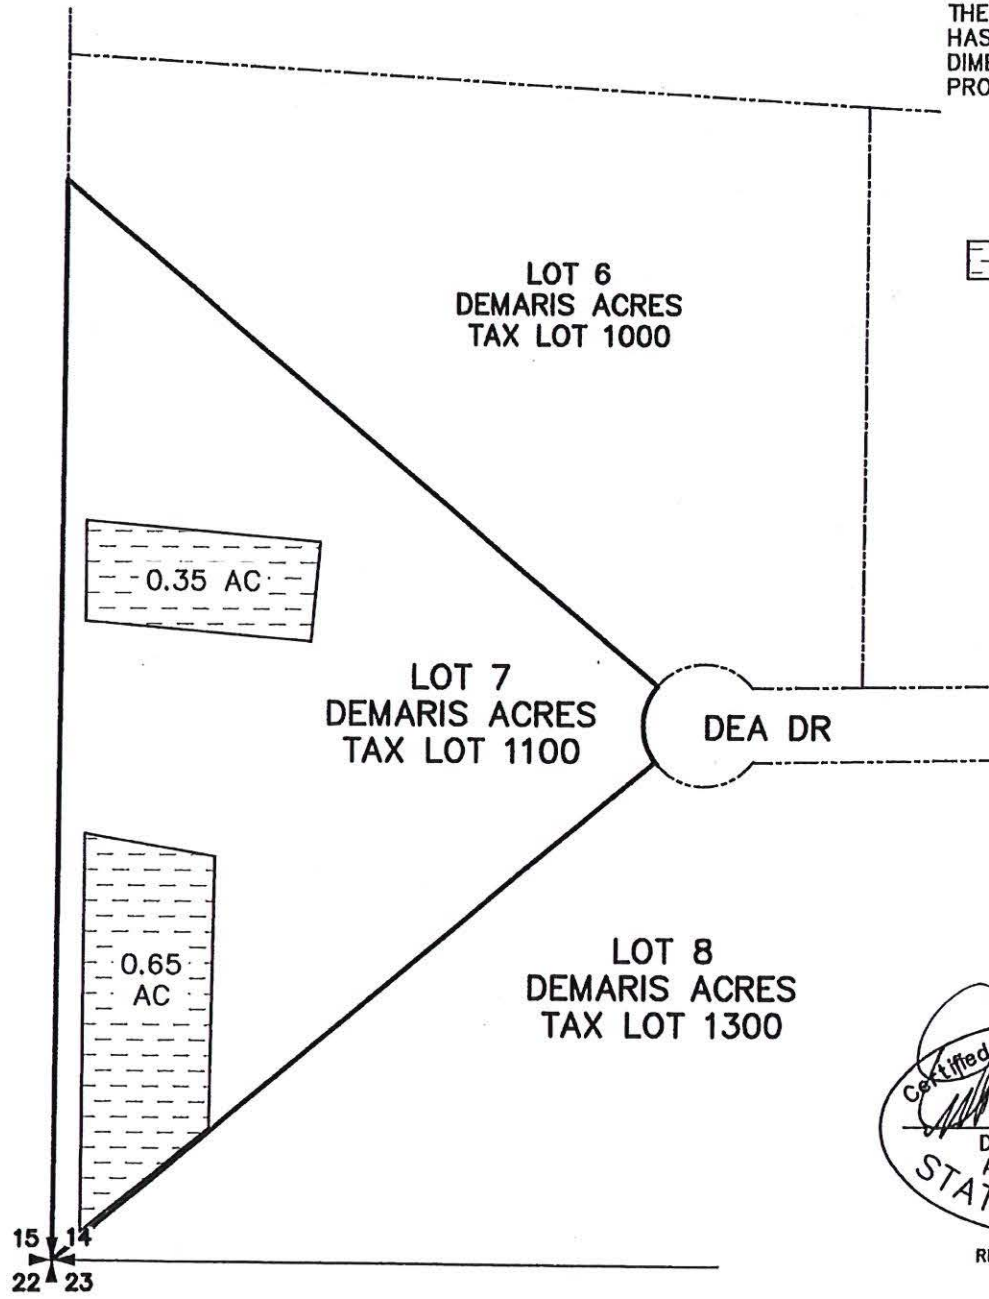 THE
HAS
DIME
PRO
LOT 6
DEMARIS ACRES
TAX LOT 1000
0.35 AC
LOT 7
DEMARIS ACRES
TAX LOT 1100
DEA DR
0.65
AC
LOT 8
DEMARIS ACRES
TAX LOT 1300
Certified
D
STAT
15 14
22 23